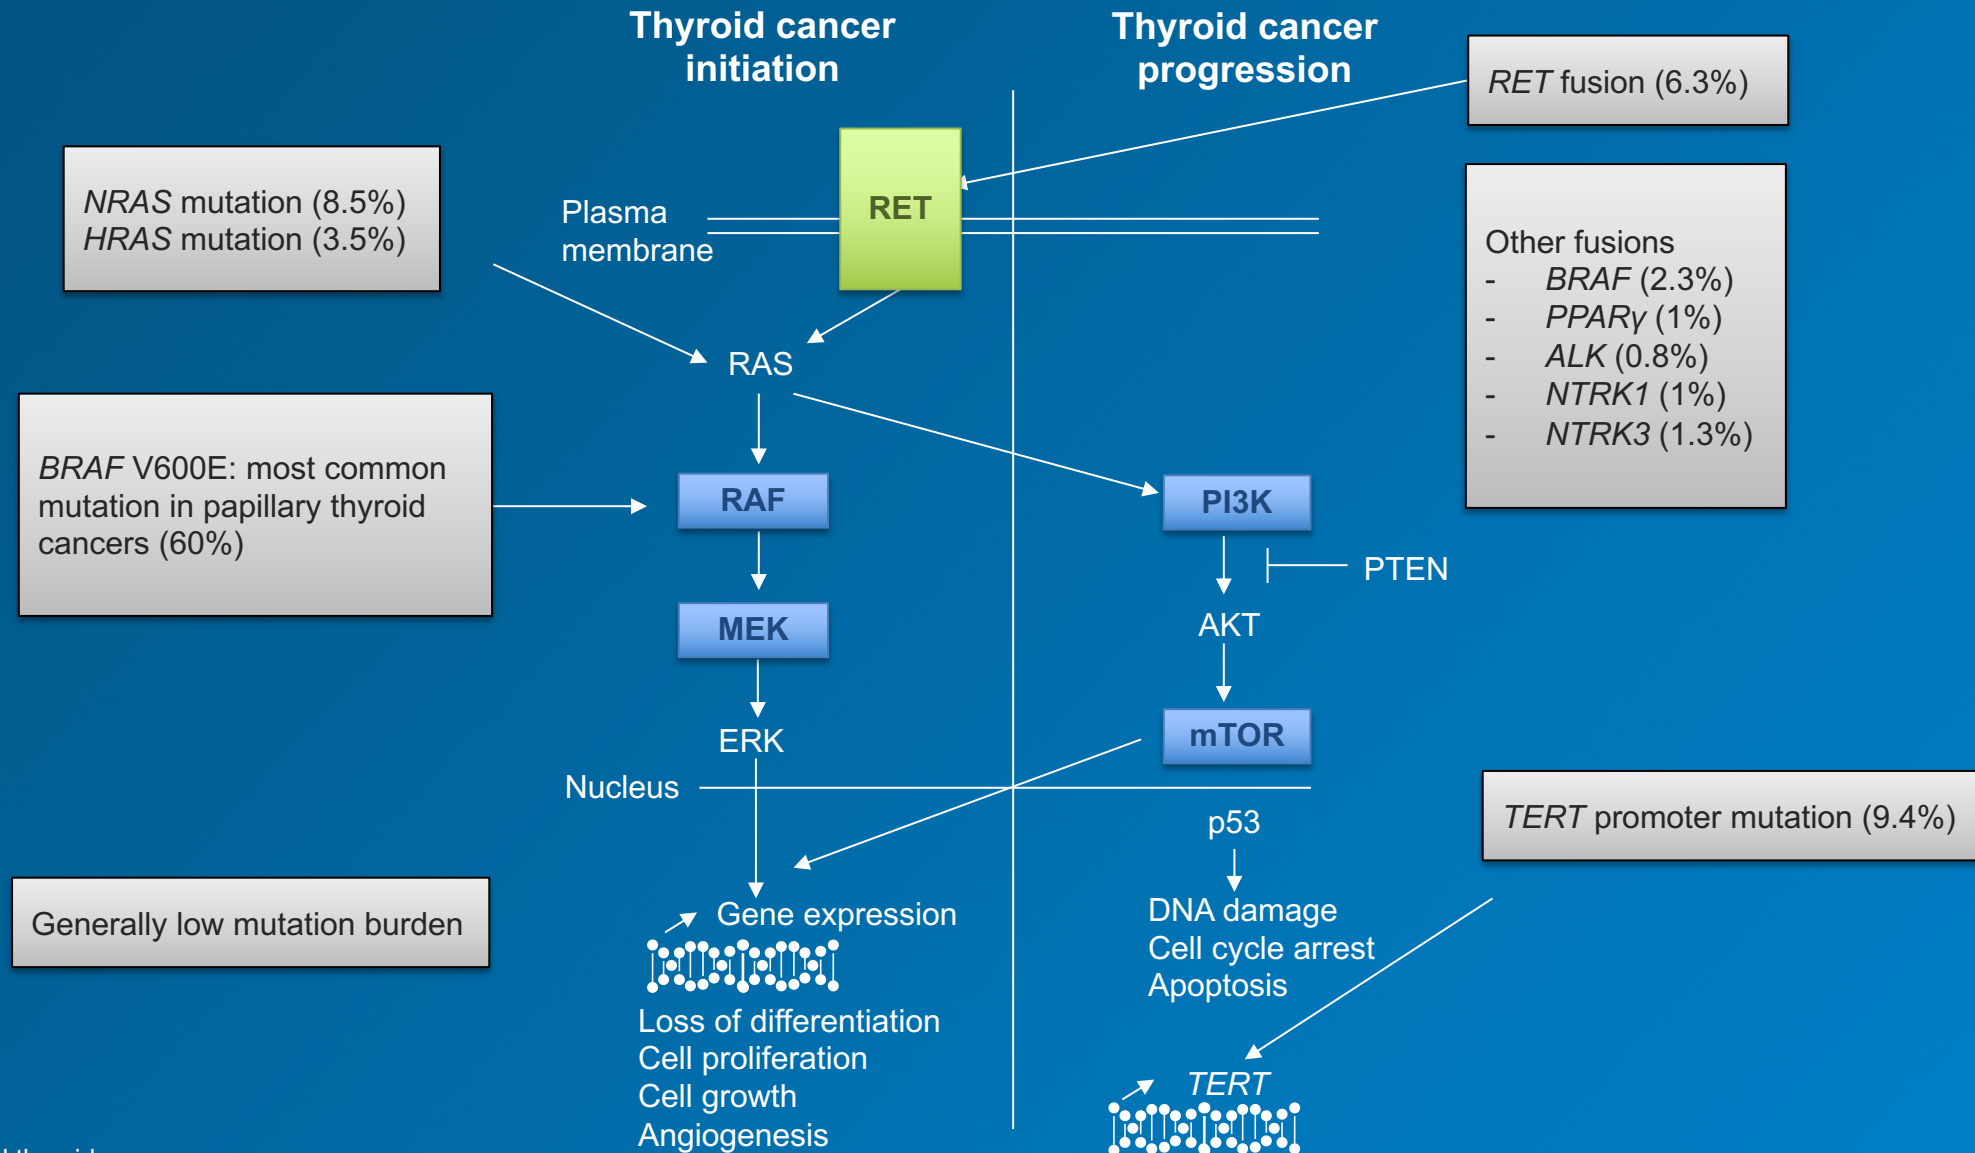 Thyroid cancer
initiation
Thyroid cancer
progression
RET fusion (6.3%)
NRAS mutation (8.5%)
HRAS mutation (3.5%)
Plasma
membrane
RET
Other fusions
- BRAF (2.3%)
- PPARγ (1%)
- ALK (0.8%)
- NTRK1 (1%)
- NTRK3 (1.3%)
RAS
BRAF V600E: most common
mutation in papillary thyroid
cancers (60%)
RAF
PI3K
PTEN
MEK
AKT
ERK
mTOR
Nucleus
p53
TERT promoter mutation (9.4%)
Generally low mutation burden
Gene expression
DNA damage
Cell cycle arrest
Apoptosis
Loss of differentiation
Cell proliferation
Cell growth
Angiogenesis
TERT